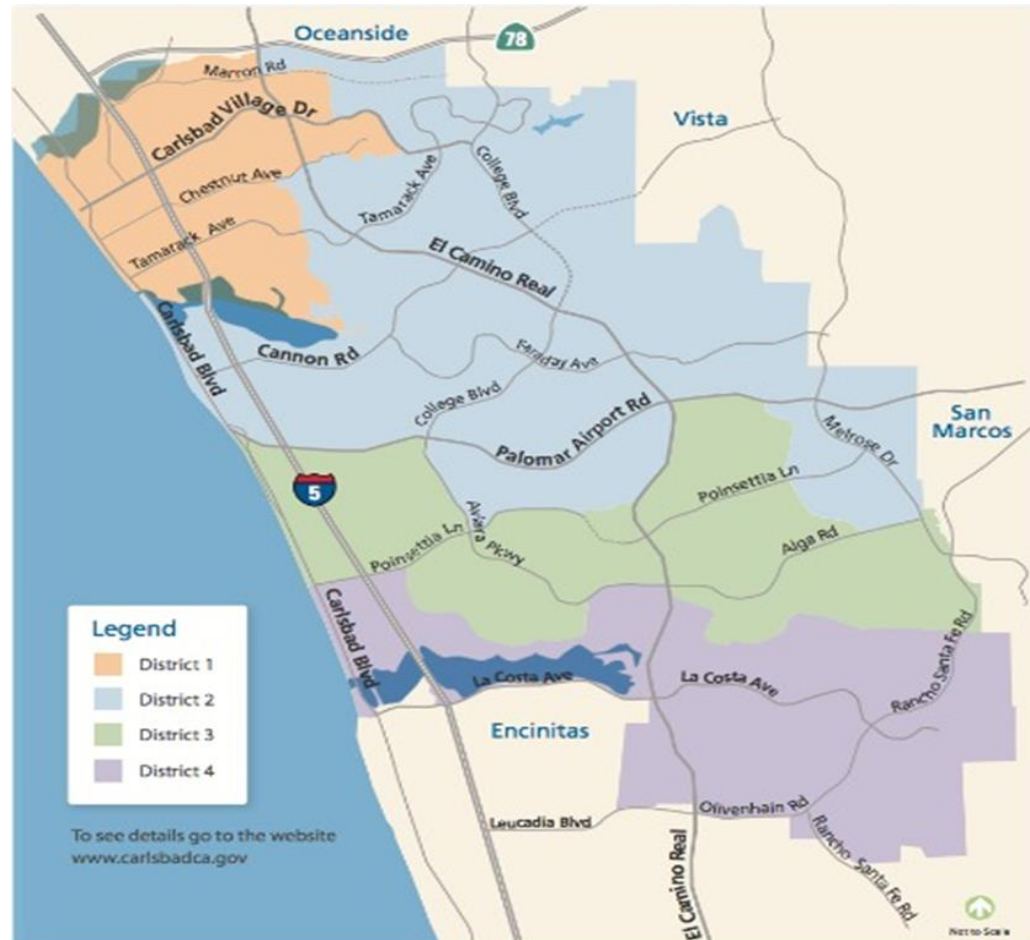 Oceanside
78
Marron Rd
Vista
Carlsbad Village Dr
Chestnut Ave
Tamarack Ave
College Blvd
Tamarack Ave
El Camino Real
Carlsbad Blvd
Cannon Rd
Faraday Ave
College Blvd
Palomar Airport Rd
San
Marcos
Melrose Dr
5
Poinsettia Ln
Aviara Pkwy
Poinsettia Ln
Alga Rd
Carlsbad Blvd
Legend
District 1
District 2
District 3
District 4
La Costa Ave
La Costa Ave
Rancho Santa Fe Rd
Encinitas
Leucadia Blvd
Olivenhain Rd
Rancho Santa Fe Rd
El Camino Real
To see details go to the website
www.carlsbadca.gov
Not to Scale